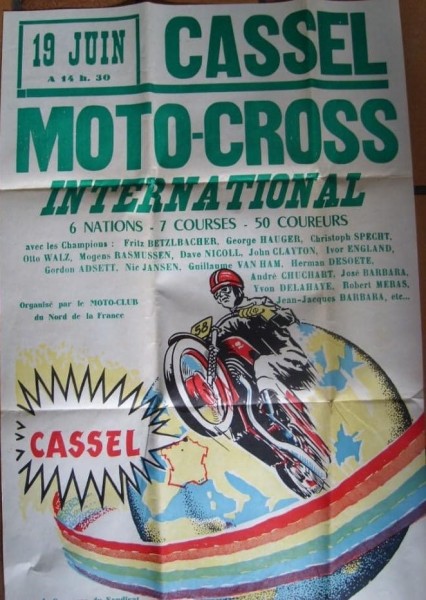 19 JUIN
A 14 h. 30
CASSEL
MOTO-CROSS
INTERNATIONAL
6 NATIONS - 7 COURSES - 50 COUREURS
avec les Champions : Fritz BETZLBACHER, George HAUGER, Christoph SPECHT,
Otto WALZ, Mogens RASMUSSEN, Dave NICOLL, John CLAYTON, Ivor ENGLAND,
Gordon ADSETT, Nic JANSEN, Guillaume VAN HAM, Herman DESOETE,
André CHUCHART, José BARBARA,
Yvon DELAHAYE, Robert MERAS,
Jean-Jacques BARBARA, etc...
Organisé par le MOTO-CLUB
du Nord de la France
58
CASSEL